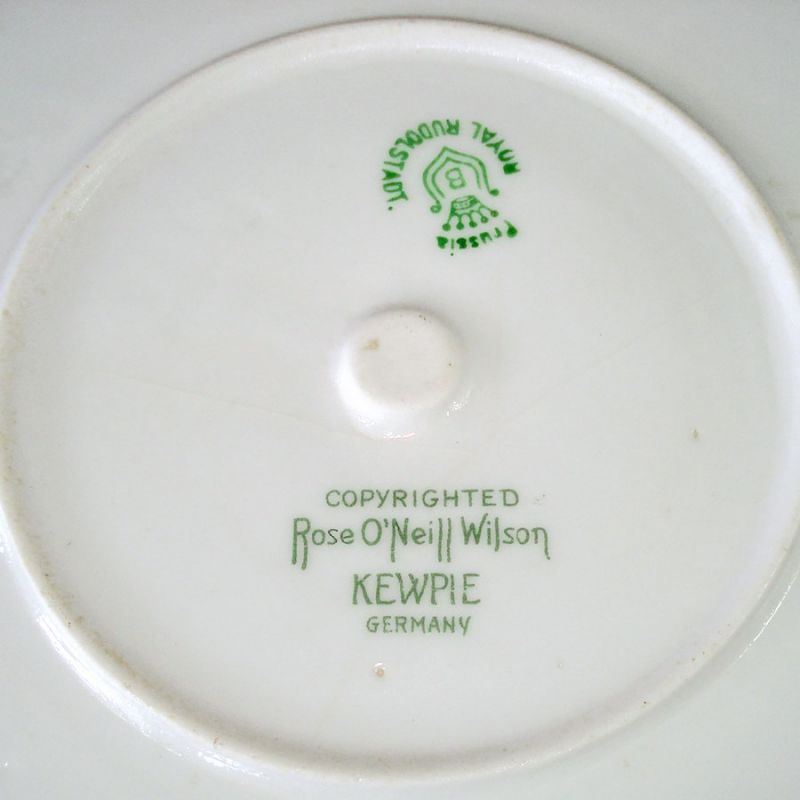 ROYAL RUDOLSTADT.
B
Prussia
COPYRIGHTED
Rose O'Neill Wilson
KEWPIE
GERMANY